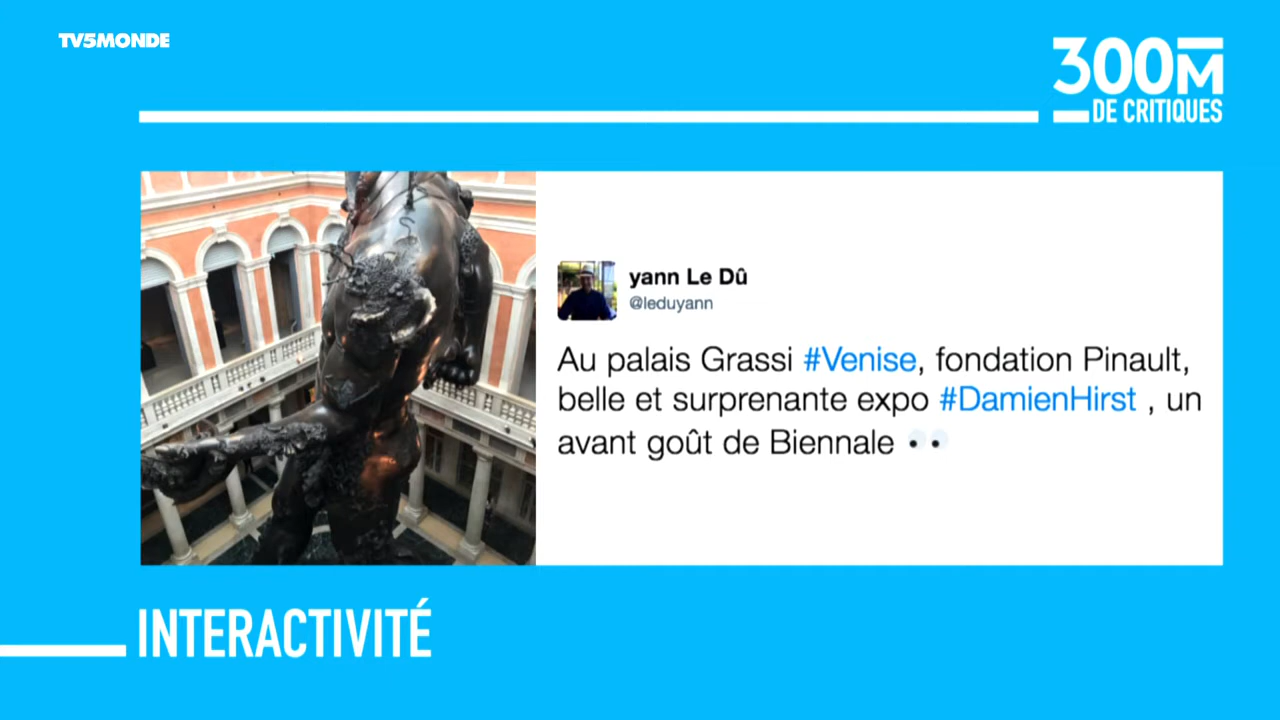 TV5MONDE
300M
DE CRITIQUES
yann Le Dû
@leduyann
Au palais Grassi #Venise, fondation Pinault,
belle et surprenante expo #DamienHirst , un
avant goût de Biennale 👀
INTERACTIVITÉ